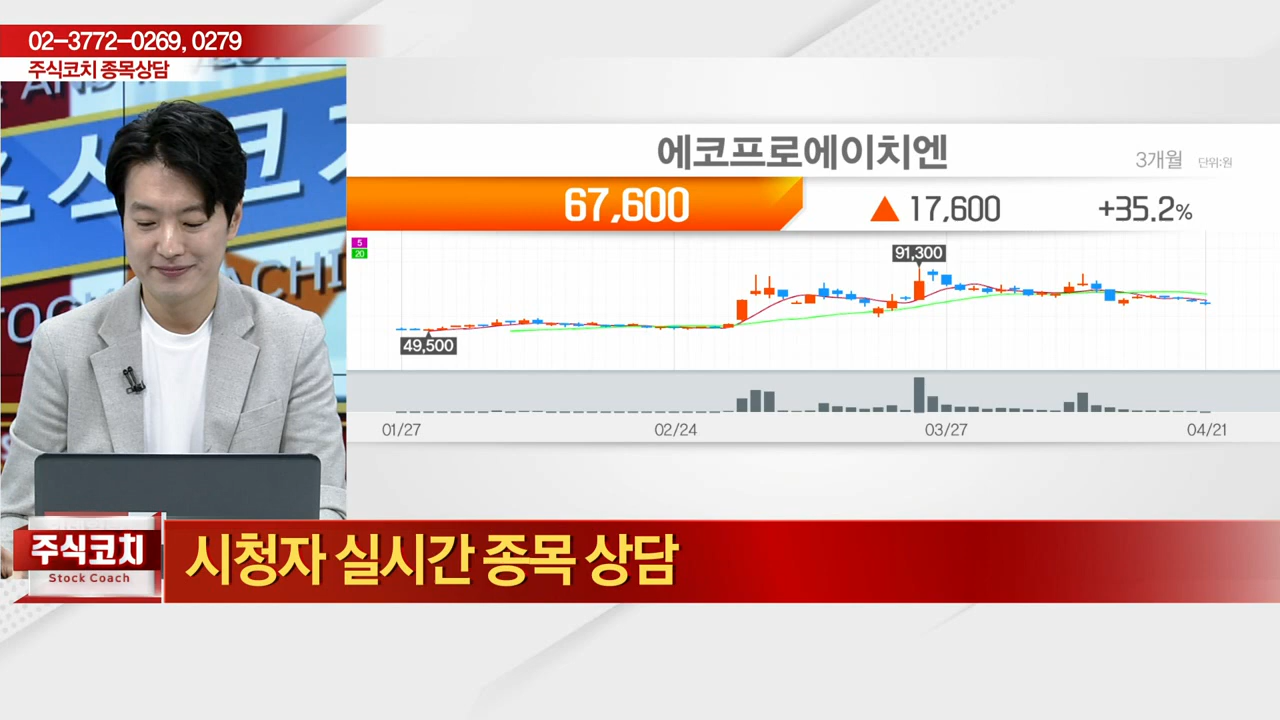 02-3772-0269, 0279
주식코치 종목상담
에코프로에이치엔
3개월 단위:원
67,600 ▲ 17,600 +35.2%
5
20
91,300
49,500
01/27 02/24 03/27 04/21
주식코치 시청자 실시간 종목 상담
Stock Coach